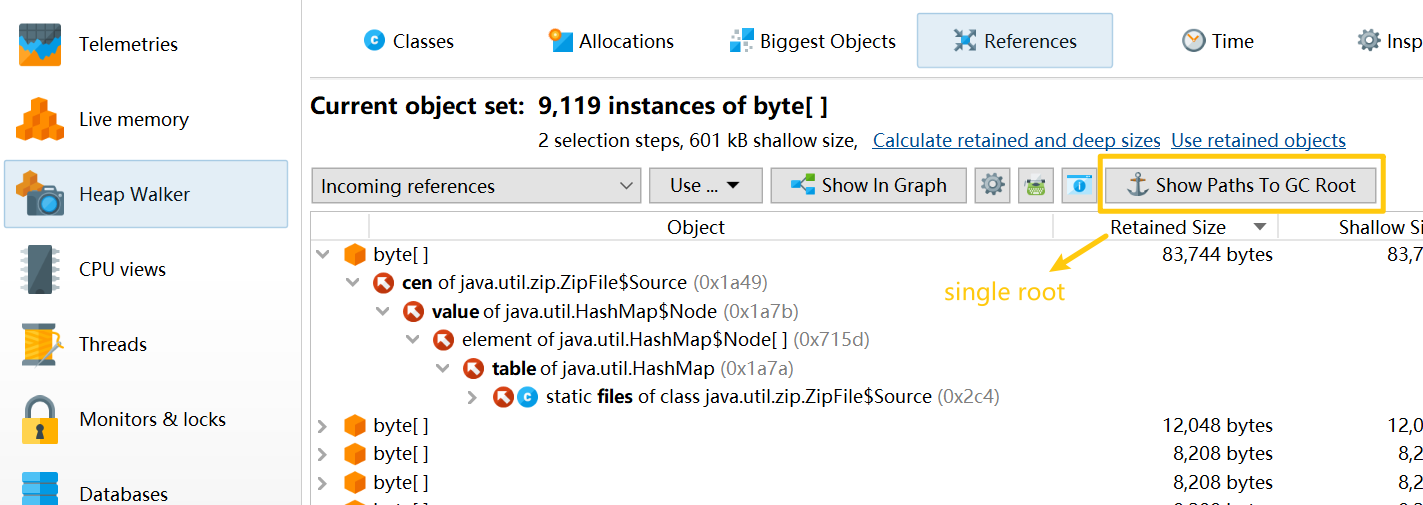 Telemetries
Live memory
Heap Walker
CPU views
Threads
Monitors & locks
Databases
Classes Allocations Biggest Objects References Time Insp
Current object set: 9,119 instances of byte[ ]
2 selection steps, 601 kB shallow size, Calculate retained and deep sizes Use retained objects
Incoming references Use ... Show In Graph Show Paths To GC Root
Object Retained Size Shallow Si
byte[ ] 83,744 bytes 83,7
cen of java.util.zip.ZipFile$Source (0x1a49)
single root
value of java.util.HashMap$Node (0x1a7b)
element of java.util.HashMap$Node[ ] (0x715d)
table of java.util.HashMap (0x1a7a)
static files of class java.util.zip.ZipFile$Source (0x2c4)
byte[ ] 12,048 bytes 12,0
byte[ ] 8,208 bytes 8,2
byte[ ] 8,208 bytes 8,2